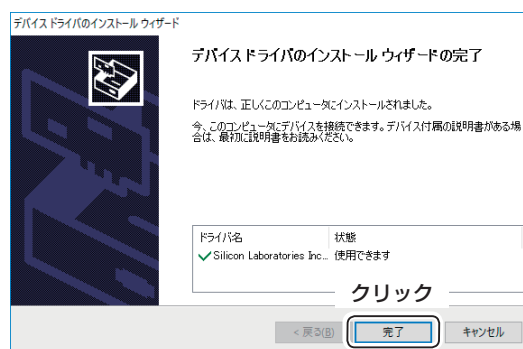 デバイス ドライバのインストール ウィザード
デバイス ドライバのインストール ウィザードの完了
ドライバは、正しくこのコンピュータにインストールされました。
今、このコンピュータにデバイスを接続できます。デバイス付属の説明書がある場
合は、最初に説明書をお読みください。
ドライバ名 状態
Silicon Laboratories Inc... 使用できます
クリック
< 戻る(B) 完了 キャンセル